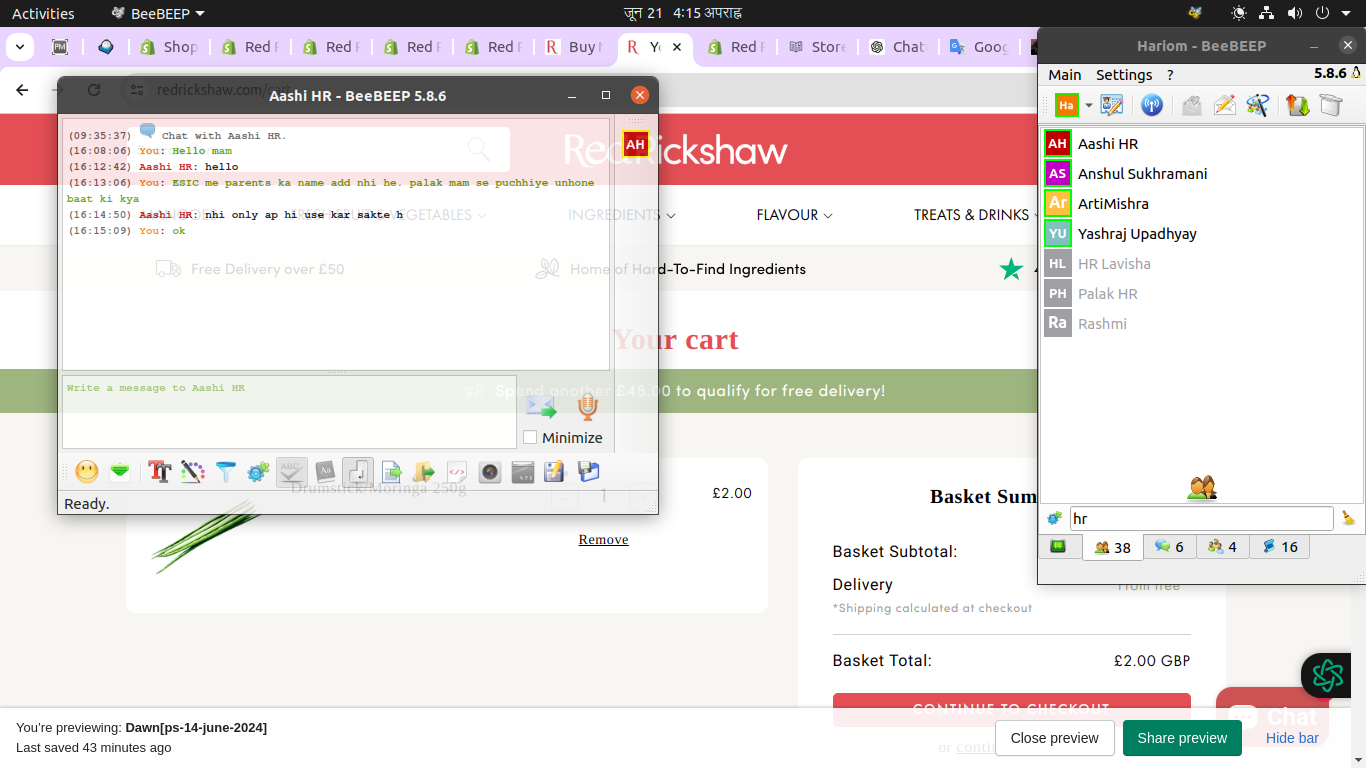 Activities
BeeBEEP
जून 21 4:15 अपराह्न
Shop
Red
Red
Red
Red
Buy
Red
Store
Chat
Goog
redrickshaw.com/cart
Aashi HR - BeeBEEP 5.8.6
(09:35:37) Chat with Aashi HR.
(16:08:06) You: Hello mam
(16:12:42) Aashi HR: hello
(16:13:06) You: ESIC me parents ka name add nhi he. palak mam se puchhiye unhone
baat ki kya
(16:14:50) Aashi HR: nhi only ap hi use kar sakte h
(16:15:09) You: ok
AH
Write a message to Aashi HR
Minimize
Ready.
RedRickshaw
VEGETABLES
INGREDIENTS
FLAVOUR
TREATS & DRINKS
Free Delivery over £50
Home of Hard-To-Find Ingredients
Your cart
Spend another £48.00 to qualify for free delivery!
Drumstick/Moringa 250g
1
£2.00
Remove
Basket Sum
Basket Subtotal:
Delivery
From free
*Shipping calculated at checkout
Basket Total:
£2.00 GBP
CONTINUE TO CHECKOUT
Chat
You're previewing: Dawn[ps-14-june-2024]
Last saved 43 minutes ago
Close preview
Share preview
Hide bar
Hariom - BeeBEEP
Main Settings ?
5.8.6
Ha
AH Aashi HR
AS Anshul Sukhramani
Ar ArtiMishra
YU Yashraj Upadhyay
HL HR Lavisha
PH Palak HR
Ra Rashmi
hr
38
6
4
16